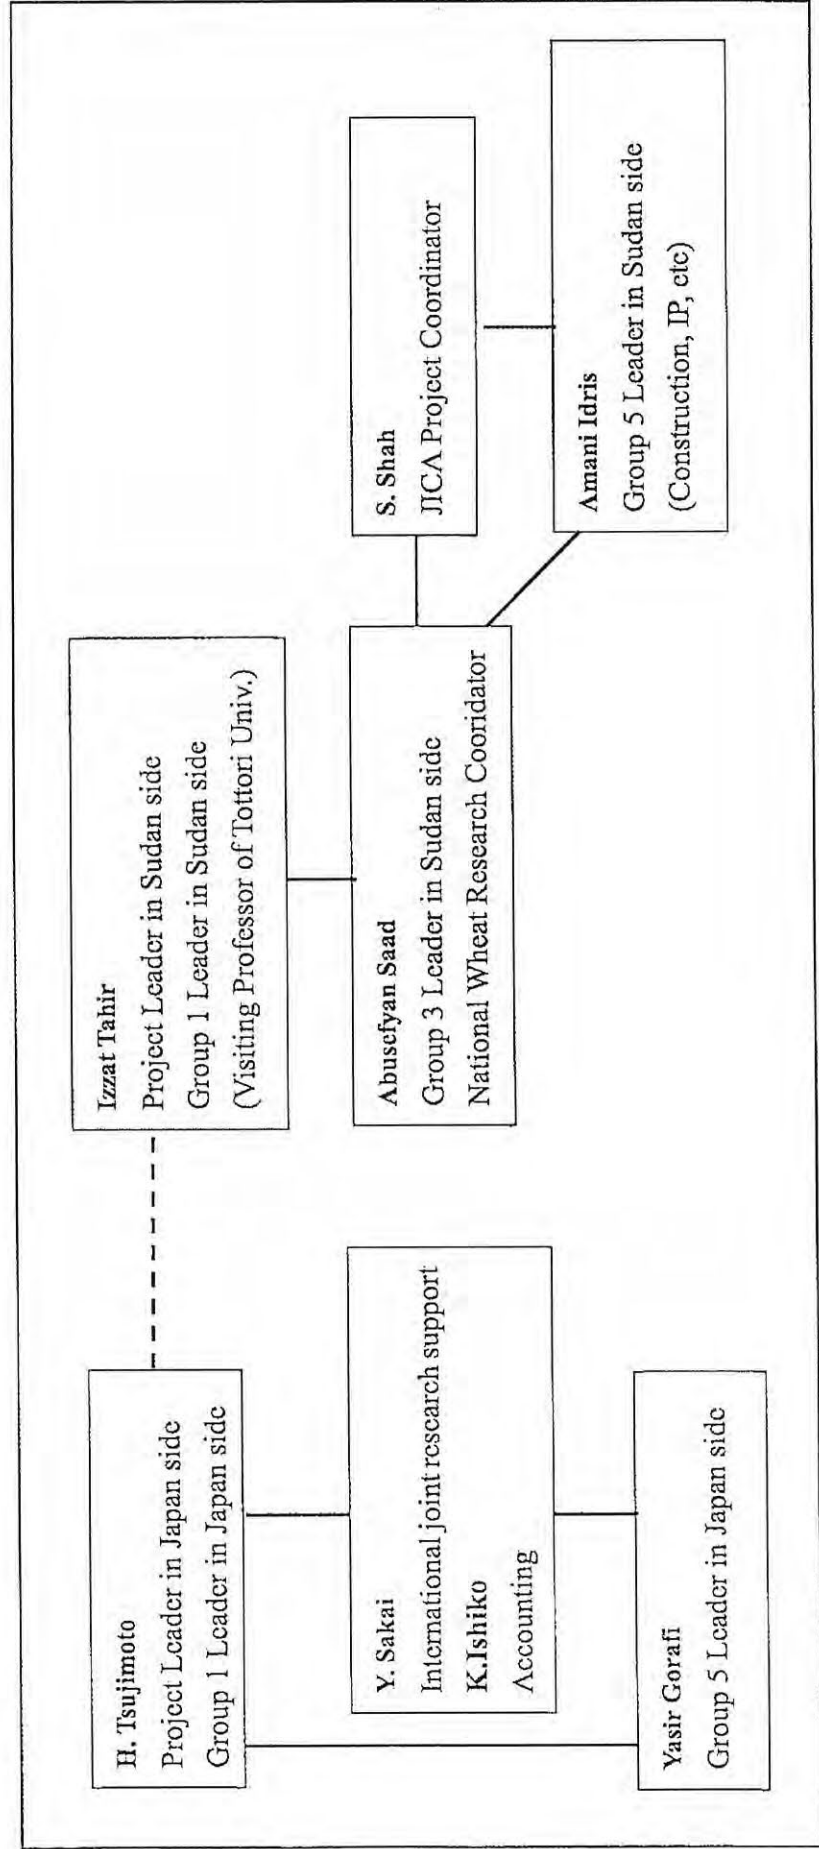 H. Tsujimoto
Project Leader in Japan side
Group 1 Leader in Japan side
Y. Sakai
International joint research support
K.Ishiko
Accounting
Yasir Gorafi
Group 5 Leader in Japan side
Izzat Tahir
Project Leader in Sudan side
Group 1 Leader in Sudan side
(Visiting Professor of Tottori Univ.)
Abusefyan Saad
Group 3 Leader in Sudan side
National Wheat Research Cooridator
S. Shah
JICA Project Coordinator
Amani Idris
Group 5 Leader in Sudan side
(Construction, IP, etc)